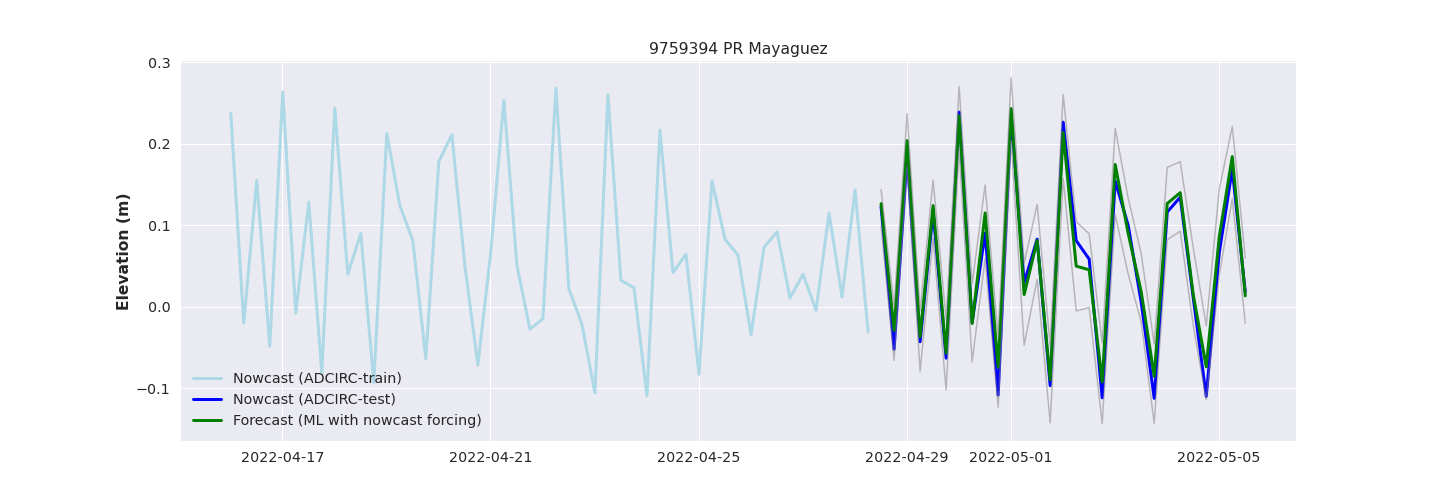 9759394 PR Mayaguez
Elevation (m)
0.3
0.2
0.1
0.0
−0.1
Nowcast (ADCIRC-train)
Nowcast (ADCIRC-test)
Forecast (ML with nowcast forcing)
2022-04-17 2022-04-21 2022-04-25 2022-04-29 2022-05-01 2022-05-05